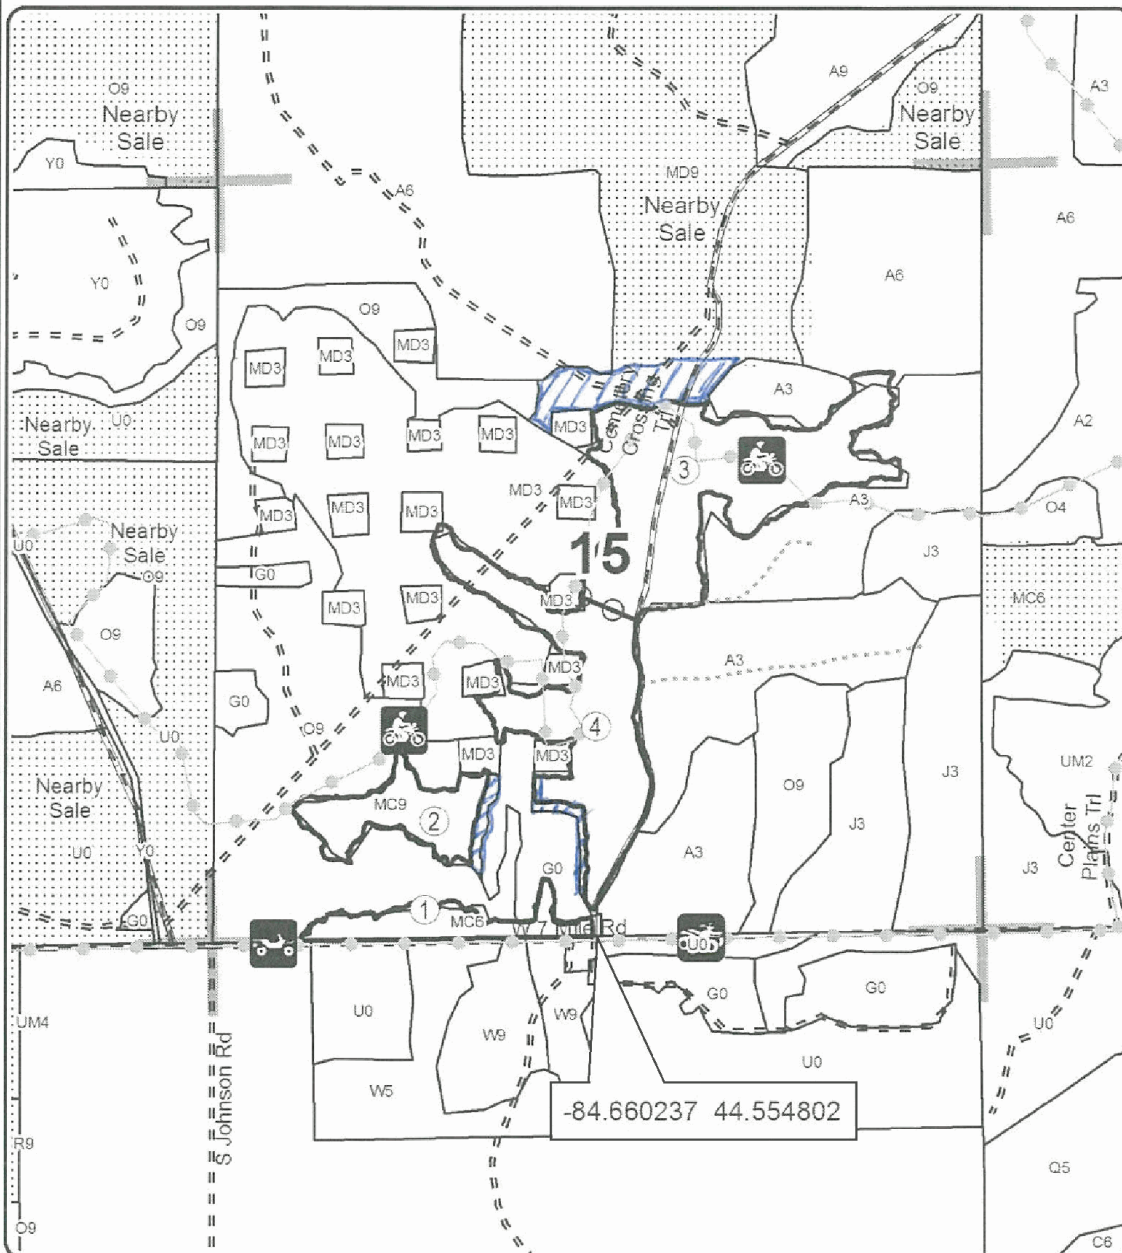 O9
Nearby
Sale
Y0
A9
O9
Nearby
Sale
A3
MD9
Nearby
Sale
A6
A6
A6
Y0
O9
O9
MD3
MD3
MD3
A3
Nearby
Sale
U0
MD3
MD3
MD3
MD3
MD3
Cemetery
Crossing
Trl
A2
3
MD3
MD3
MD3
MD3
MD3
MD3
A3
O4
Nearby
Sale
U0
O9
15
J3
G0
MD3
MD3
MD3
MC6
O9
A6
MD3
MD3
MD3
A3
G0
O9
U0
4
MD3
MD3
UM2
Nearby
Sale
MC9
2
O9
J3
J3
U0
Y0
G0
A3
Center
Plains Trl
J3
G0
1
MC6
W 7 Mile Rd
U0
UM4
S Johnson Rd
U0
W9
W9
G0
G0
U0
W5
U0
-84.660237 44.554802
R9
Q5
O9
C6